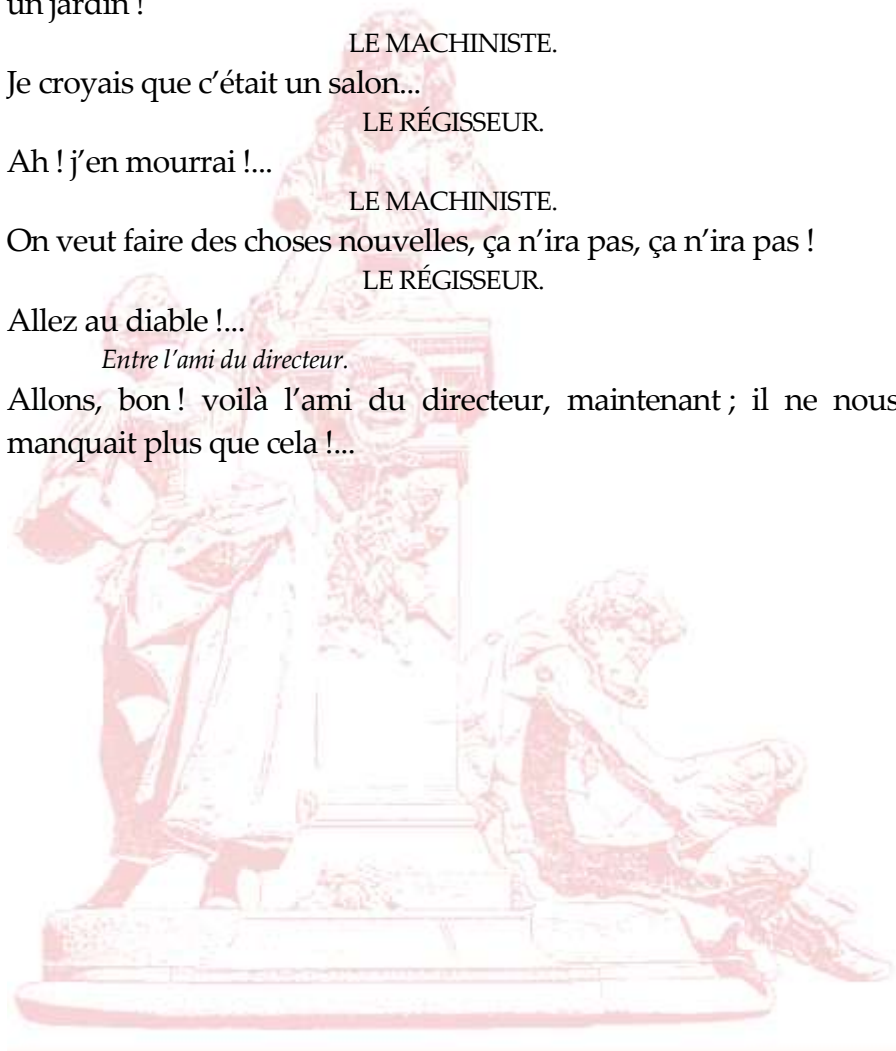 un jardin !
LE MACHINISTE.
Je croyais que c’était un salon...
LE RÉGISSEUR.
Ah ! j’en mourrai !...
LE MACHINISTE.
On veut faire des choses nouvelles, ça n’ira pas, ça n’ira pas !
LE RÉGISSEUR.
Allez au diable !...
Entre l’ami du directeur.
Allons, bon ! voilà l’ami du directeur, maintenant ; il ne nous
manquait plus que cela !...